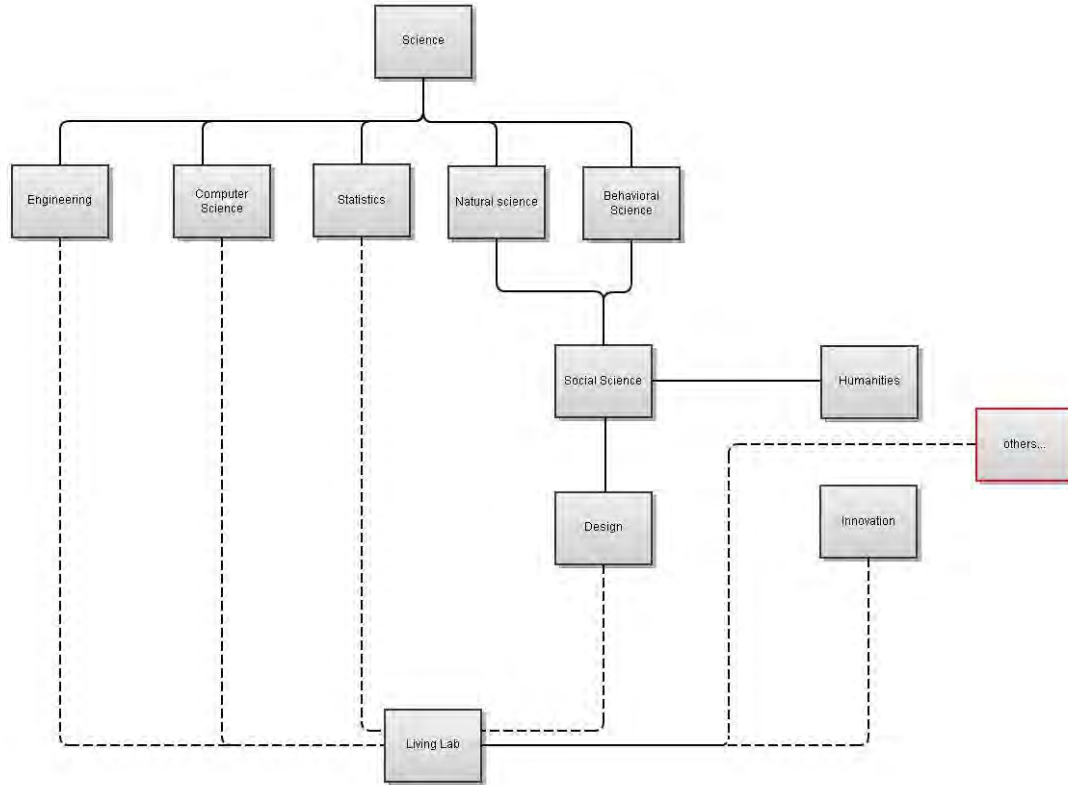 Science
Engineering
Computer
Science
Statistics
Natural science
Behavioral
Science
Social Science
Humanities
others...
Design
Innovation
Living Lab